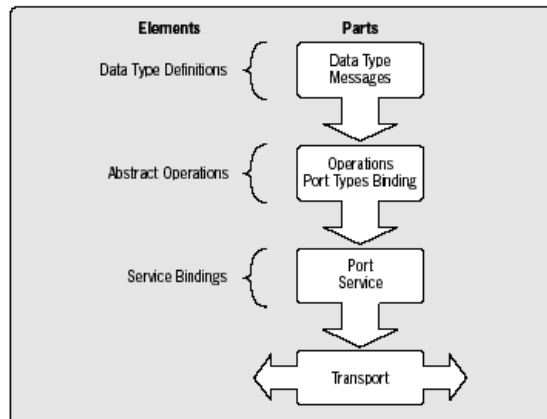 Elements
Parts
Data Type Definitions
Data Type
Messages
Abstract Operations
Operations
Port Types Binding
Service Bindings
Port
Service
Transport